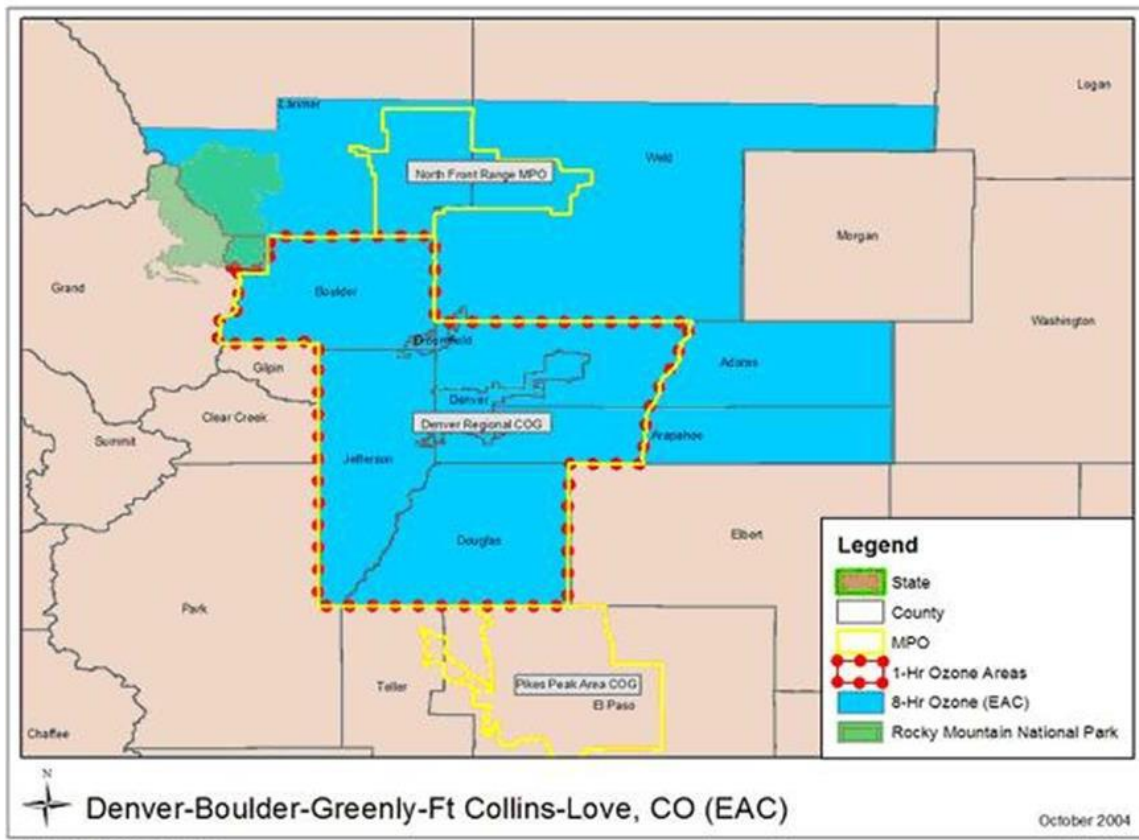 Logan
Larimer
Weld
North Front Range MPO
Morgan
Grand
Boulder
Washington
Broomfield
Gilpin
Adams
Denver
Clear Creek
Denver Regional COG
Summit
Arapahoe
Jefferson
Elbert
Douglas
Park
Teller
Pikes Peak Area COG
El Paso
Chaffee
Legend
State
County
MPO
1-Hr Ozone Areas
8-Hr Ozone (EAC)
Rocky Mountain National Park
N
Denver-Boulder-Greenly-Ft Collins-Love, CO (EAC)
October 2004